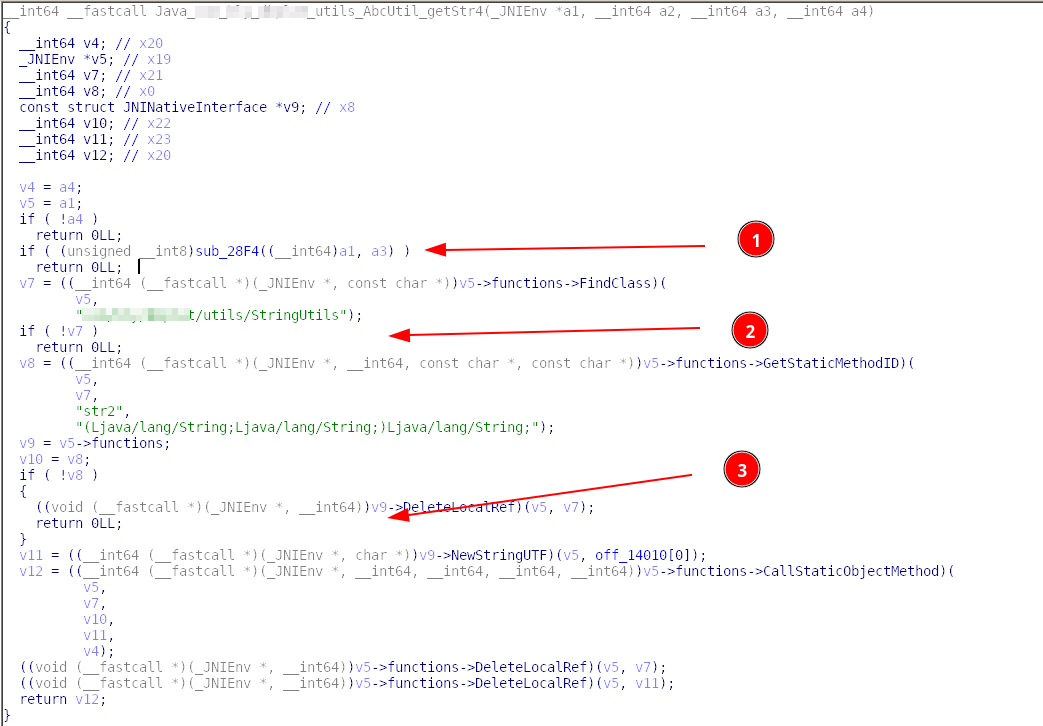 __int64 __fastcall Java_ _utils_AbcUtil_getStr4(_JNIEnv *a1, __int64 a2, __int64 a3, __int64 a4)
{
__int64 v4; // x20
_JNIEnv *v5; // x19
__int64 v7; // x21
__int64 v8; // x0
const struct JNINativeInterface *v9; // x8
__int64 v10; // x22
__int64 v11; // x23
__int64 v12; // x20
v4 = a4;
v5 = a1;
if ( !a4 )
return 0LL;
if ( (unsigned __int8)sub_28F4((__int64)a1, a3) )
1
return 0LL;
v7 = ((__int64 (__fastcall *)(_JNIEnv *, const char *))v5->functions->FindClass)(
v5,
" t/utils/StringUtils");
if ( !v7 )
2
return 0LL;
v8 = ((__int64 (__fastcall *)(_JNIEnv *, __int64, const char *, const char *))v5->functions->GetStaticMethodID)(
v5,
v7,
"str2",
"(Ljava/lang/String;Ljava/lang/String;)Ljava/lang/String;");
v9 = v5->functions;
v10 = v8;
if ( !v8 )
3
{
((void (__fastcall *)(_JNIEnv *, __int64))v9->DeleteLocalRef)(v5, v7);
return 0LL;
}
v11 = ((__int64 (__fastcall *)(_JNIEnv *, char *))v9->NewStringUTF)(v5, off_14010[0]);
v12 = ((__int64 (__fastcall *)(_JNIEnv *, __int64, __int64, __int64, __int64))v5->functions->CallStaticObjectMethod)(
v5,
v7,
v10,
v11,
v4);
((void (__fastcall *)(_JNIEnv *, __int64))v5->functions->DeleteLocalRef)(v5, v7);
((void (__fastcall *)(_JNIEnv *, __int64))v5->functions->DeleteLocalRef)(v5, v11);
return v12;
}